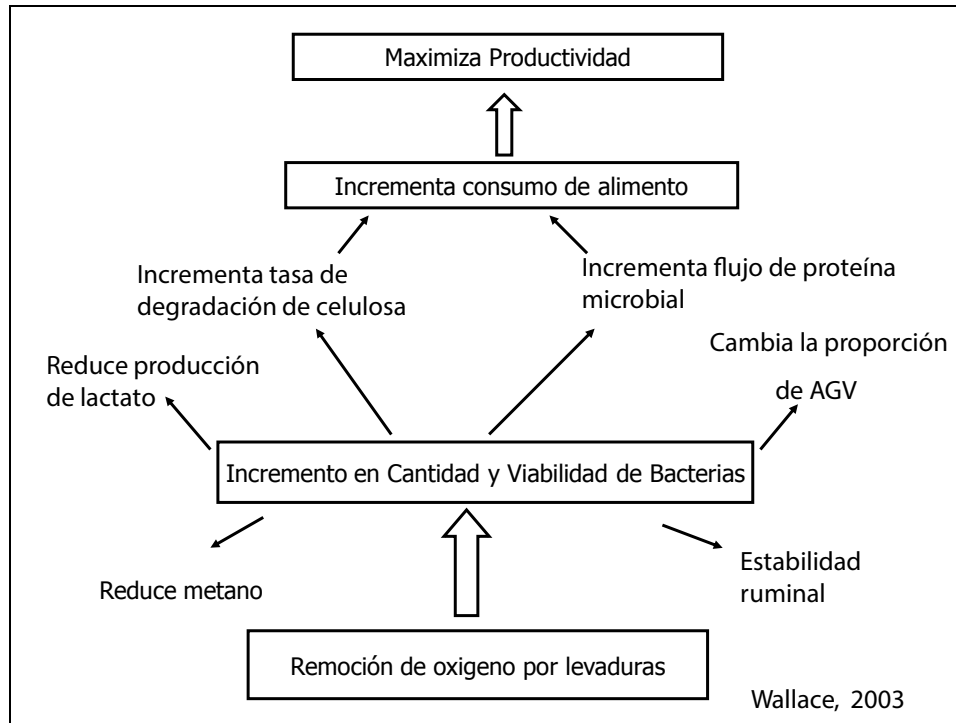 Maximiza Productividad
Incrementa consumo de alimento
Incrementa tasa de
degradación de celulosa
Incrementa flujo de proteína
microbial
Reduce producción
de lactato
Cambia la proporción
de AGV
Incremento en Cantidad y Viabilidad de Bacterias
Reduce metano
Estabilidad
ruminal
Remoción de oxigeno por levaduras
Wallace, 2003